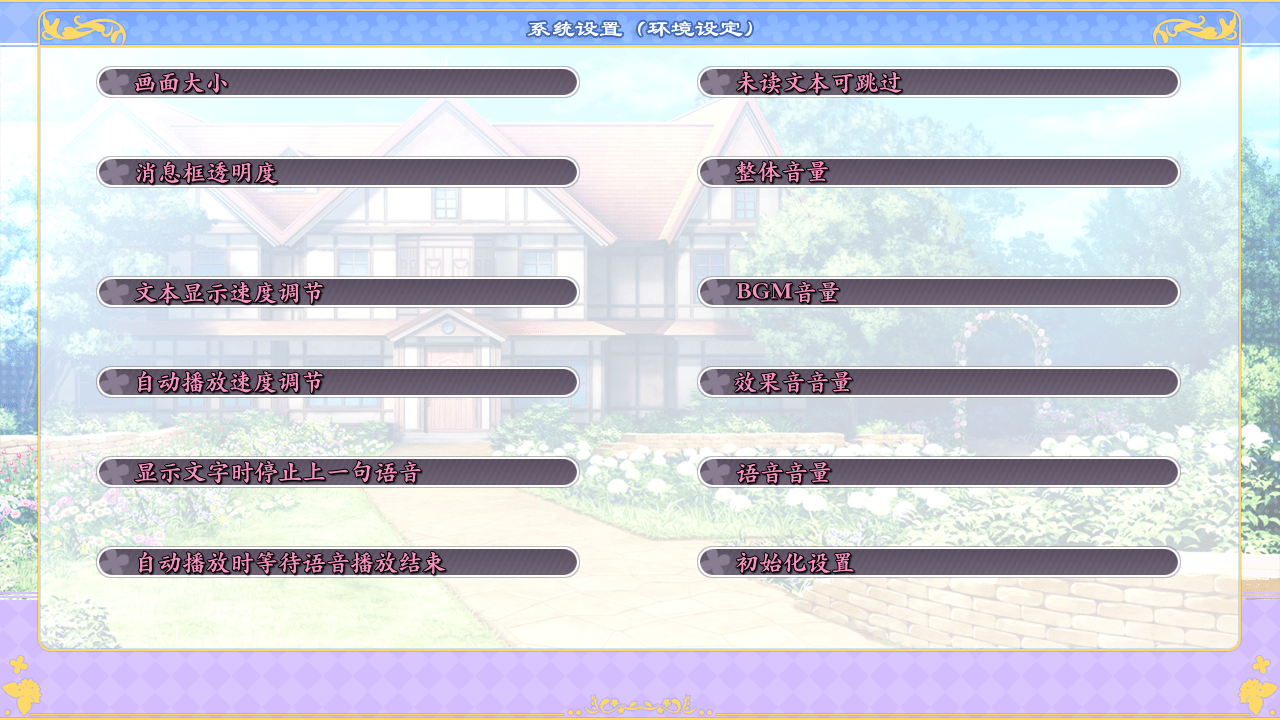 系统设置（环境设定）
画面大小
消息框透明度
文本显示速度调节
自动播放速度调节
显示文字时停止上一句语音
自动播放时等待语音播放结束
未读文本可跳过
整体音量
BGM音量
效果音音量
语音音量
初始化设置